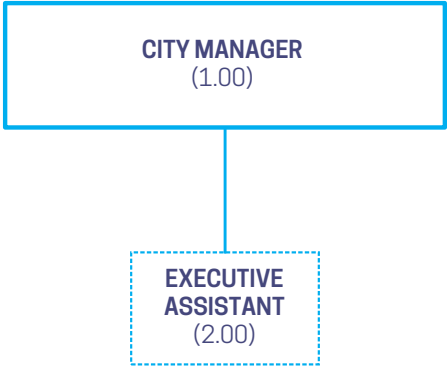 CITY MANAGER
(1.00)
EXECUTIVE
ASSISTANT
(2.00)